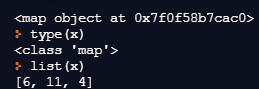 <map object at 0x7f0f58b7cac0>
> type(x)
<class 'map'>
> list(x)
[6, 11, 4]